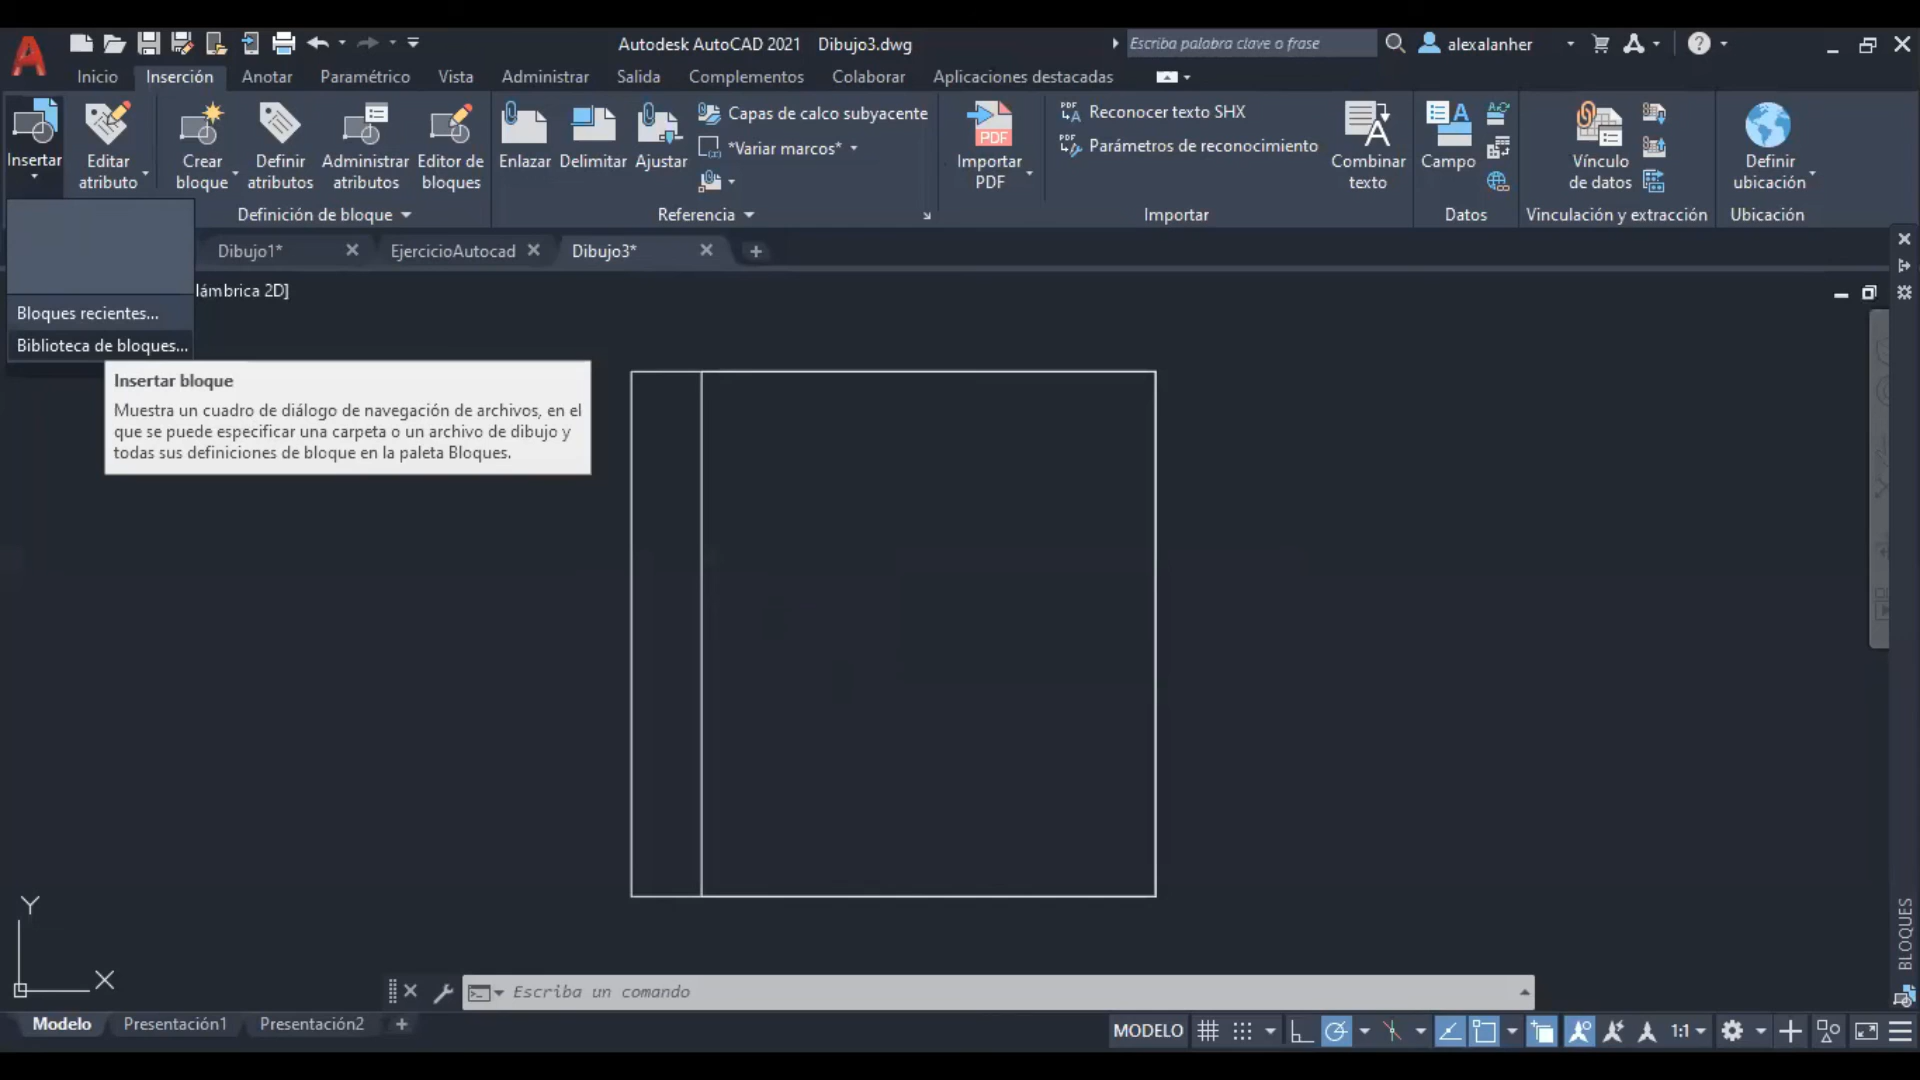 Autodesk AutoCAD 2021 Dibujo3.dwg
Escriba palabra clave o frase
alexalanher
Inicio Inserción Anotar Paramétrico Vista Administrar Salida Complementos Colaborar Aplicaciones destacadas
Insertar
Editar
atributo
Crear
bloque
Definir
atributos
Administrar
atributos
Editor de
bloques
Enlazar
Delimitar
Ajustar
Capas de calco subyacente
*Variar marcos*
PDF
Importar
PDF
Reconocer texto SHX
Parámetros de reconocimiento
Combinar
texto
Campo
Vínculo
de datos
Definir
ubicación
Definición de bloque
Referencia
Importar
Datos
Vinculación y extracción
Ubicación
Dibujo1*
EjercicioAutocad
Dibujo3*
lámbrica 2D]
Bloques recientes...
Biblioteca de bloques...
Insertar bloque
Muestra un cuadro de diálogo de navegación de archivos, en el
que se puede especificar una carpeta o un archivo de dibujo y
todas sus definiciones de bloque en la paleta Bloques.
BLOQUES
Y
X
Escriba un comando
Modelo Presentación1 Presentación2
MODELO
1:1